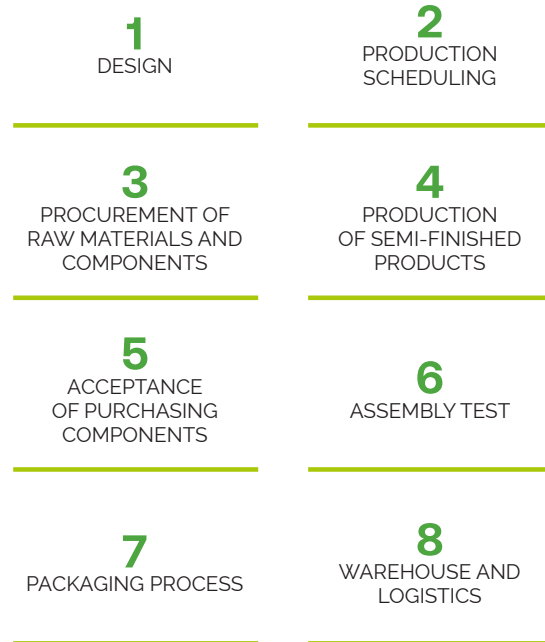 1
DESIGN
2
PRODUCTION
SCHEDULING
3
PROCUREMENT OF
RAW MATERIALS AND
COMPONENTS
4
PRODUCTION
OF SEMI-FINISHED
PRODUCTS
5
ACCEPTANCE
OF PURCHASING
COMPONENTS
6
ASSEMBLY TEST
7
PACKAGING PROCESS
8
WAREHOUSE AND
LOGISTICS